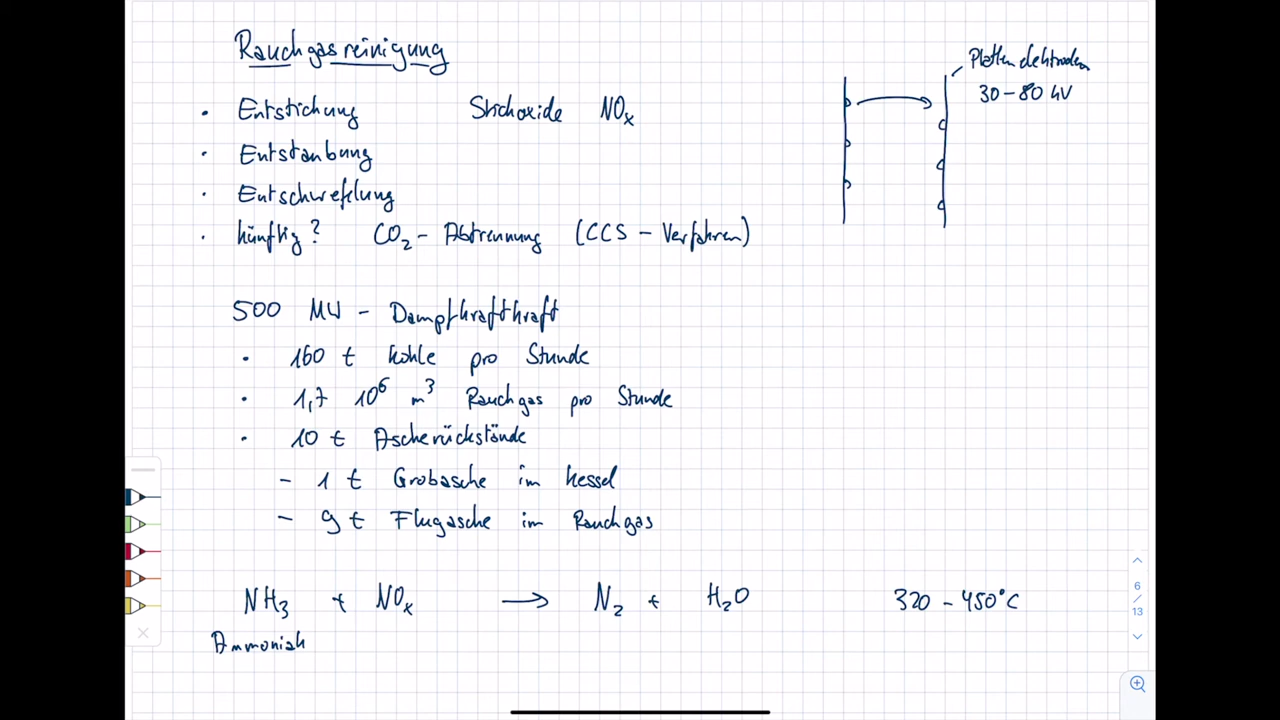 Rauchgasreinigung
• Entstickung Stickoxide NOx
• Entstaubung
• Entschwefelung
• künftig? CO2 - Abtrennung (CCS - Verfahren)
Plattenelektroden
30 - 80 kV
500 MW - Dampfkraftkraft
• 160 t Kohle pro Stunde
• 1,7 10^6 m^3 Rauchgas pro Stunde
• 10 t Ascherückstände
- 1 t Grobasche im Kessel
- 9 t Flugasche im Rauchgas
NH3 + NOx → N2 + H2O 320 - 450°C
Ammoniak
6
/
13